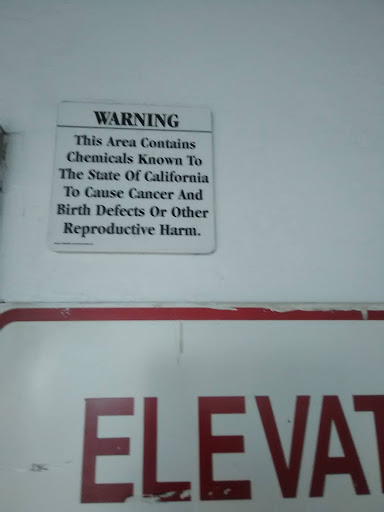 WARNING
This Area Contains
Chemicals Known To
The State Of California
To Cause Cancer And
Birth Defects Or Other
Reproductive Harm.
ELEVAT